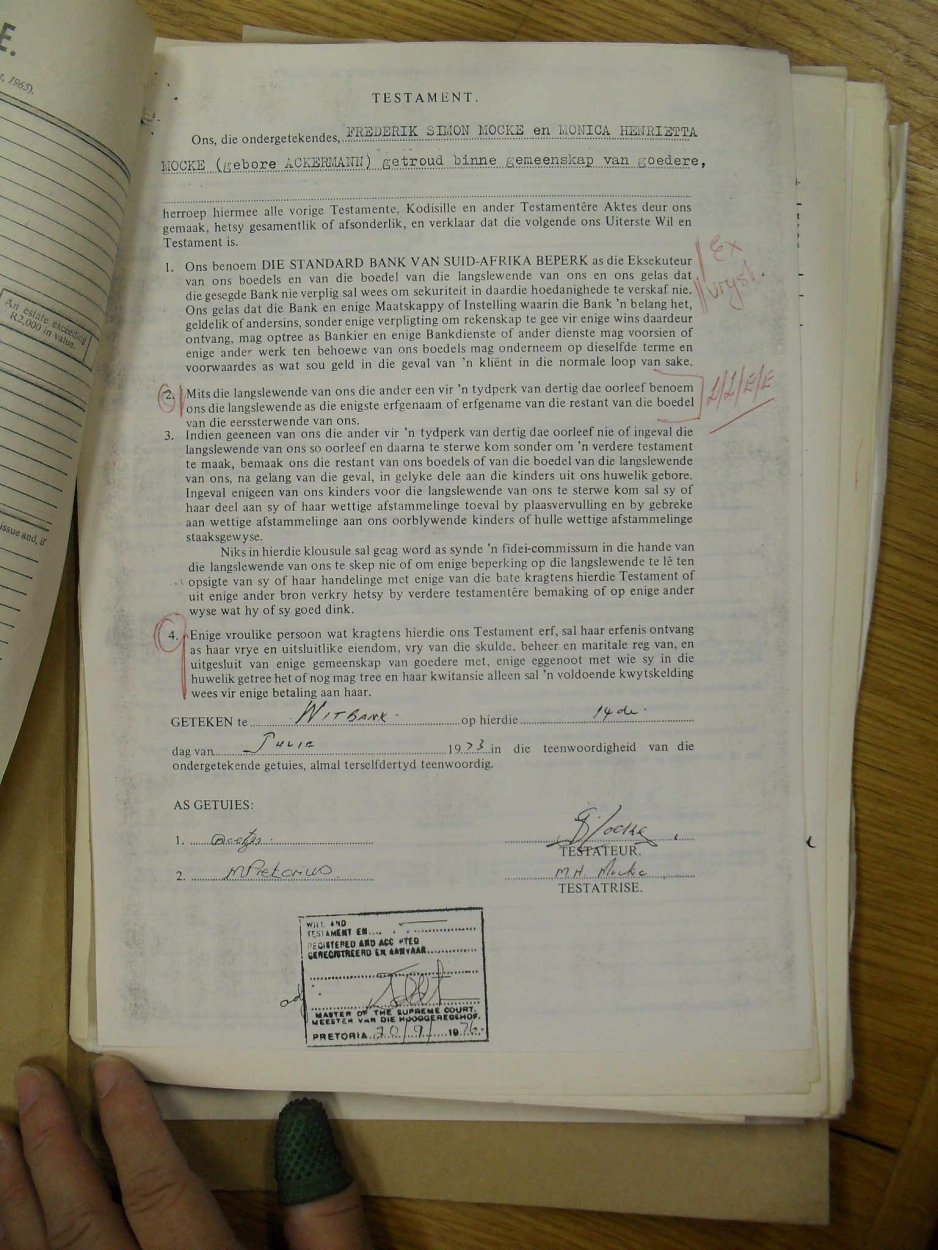 E.
, 1965).
An estate exceeding
R2,000 in value.
issue and, if
TESTAMENT.
Ons, die ondergetekendes, FREDERIK SIMON MOCKE en MONICA HENRIETTA
MOCKE (gebore ACKERMANN) getroud binne gemeenskap van goedere,
herroep hiermee alle vorige Testamente, Kodisille en ander Testamentêre Aktes deur ons
gemaak, hetsy gesamentlik of afsonderlik, en verklaar dat die volgende ons Uiterste Wil en
Testament is.
1. Ons benoem DIE STANDARD BANK VAN SUID-AFRIKA BEPERK as die Eksekuteur
van ons boedels en van die boedel van die langslewende van ons en ons gelas dat
die gesegde Bank nie verplig sal wees om sekuriteit in daardie hoedanighede te verskaf nie.
Ons gelas dat die Bank en enige Maatskappy of Instelling waarin die Bank 'n belang het,
geldelik of andersins, sonder enige verpligting om rekenskap te gee vir enige wins daardeur
ontvang, mag optree as Bankier en enige Bankdienste of ander dienste mag voorsien of
enige ander werk ten behoewe van ons boedels mag onderneem op dieselfde terme en
voorwaardes as wat sou geld in die geval van 'n kliënt in die normale loop van sake.
Ex
vryst.
2. Mits die langslewende van ons die ander een vir 'n tydperk van dertig dae oorleef benoem
ons die langslewende as die enigste erfgenaam of erfgename van die restant van die boedel
van die eerssterwende van ons.
3. Indien geeneen van ons die ander vir 'n tydperk van dertig dae oorleef nie of ingeval die
langslewende van ons so oorleef en daarna te sterwe kom sonder om 'n verdere testament
te maak, bemaak ons die restant van ons boedels of van die boedel van die langslewende
van ons, na gelang van die geval, in gelyke dele aan die kinders uit ons huwelik gebore.
Ingeval enigeen van ons kinders voor die langslewende van ons te sterwe kom sal sy of
haar deel aan sy of haar wettige afstammelinge toeval by plaasvervulling en by gebreke
aan wettige afstammelinge aan ons oorblywende kinders of hulle wettige afstammelinge
staaksgewyse.
Niks in hierdie klousule sal geag word as synde 'n fidei-commissum in die hande van
die langslewende van ons te skep nie of om enige beperking op die langslewende te lê ten
opsigte van sy of haar handelinge met enige van die bate kragtens hierdie Testament of
uit enige ander bron verkry hetsy by verdere testamentêre bemaking of op enige ander
wyse wat hy of sy goed dink.
4. Enige vroulike persoon wat kragtens hierdie ons Testament erf, sal haar erfenis ontvang
as haar vrye en uitsluitlike eiendom, vry van die skulde, beheer en maritale reg van, en
uitgesluit van enige gemeenskap van goedere met, enige eggenoot met wie sy in die
huwelik getree het of nog mag tree en haar kwitansie alleen sal 'n voldoende kwytskelding
wees vir enige betaling aan haar.
GETEKEN te WITBANK. op hierdie 14 de.
dag van JULIE 1973 in die teenwoordigheid van die
ondergetekende getuies, almal terselfdertyd teenwoordig.
AS GETUIES:
1.
TESTATEUR.
2. M Pretorius M.H. Mocke
TESTATRISE.
WILL AND
TESTAMENT EN
REGISTERED AND ACCEPTED
GEREGISTREERD EN AANVAAR
MASTER OF THE SUPREME COURT.
MEESTER VAN DIE HOOGGEREGSHOF.
PRETORIA 20/9/1976